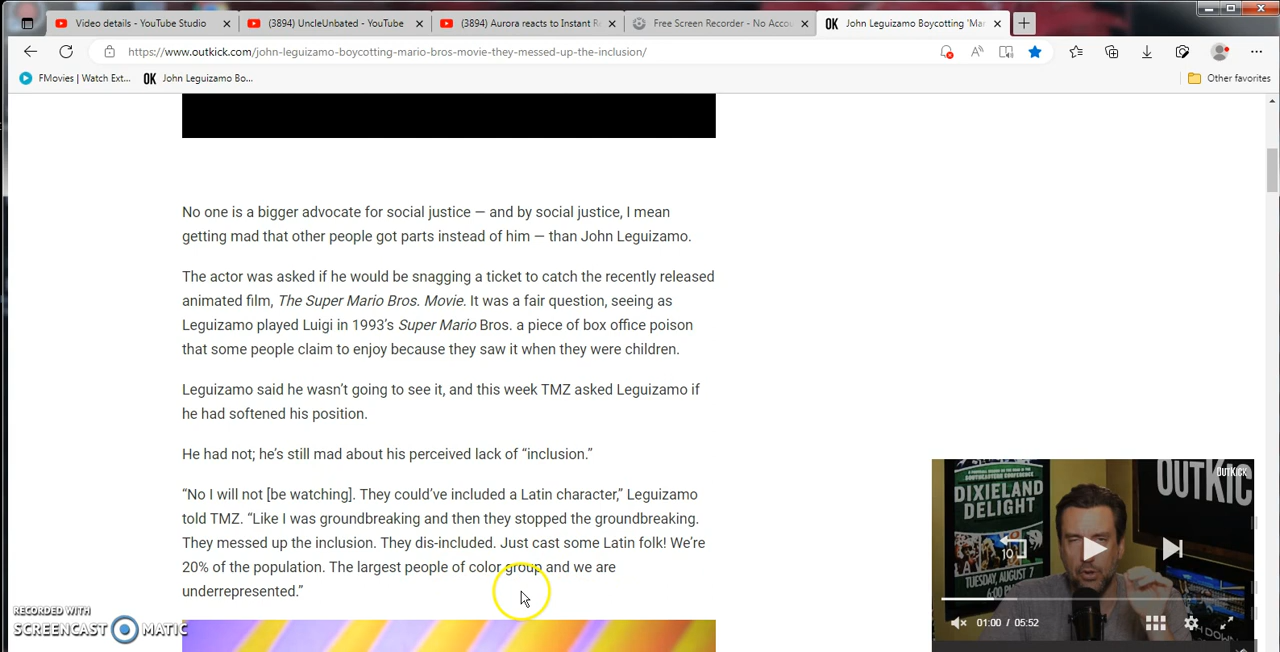 Video details - YouTube Studio
(3894) UncleUnbated - YouTube
(3894) Aurora reacts to Instant R
Free Screen Recorder - No Accou
OK John Leguizamo Boycotting 'Mar
https://www.outkick.com/john-leguizamo-boycotting-mario-bros-movie-they-messed-up-the-inclusion/
FMovies | Watch Ext...
OK John Leguizamo Bo...
Other favorites
No one is a bigger advocate for social justice — and by social justice, I mean
getting mad that other people got parts instead of him — than John Leguizamo.
The actor was asked if he would be snagging a ticket to catch the recently released
animated film, The Super Mario Bros. Movie. It was a fair question, seeing as
Leguizamo played Luigi in 1993's Super Mario Bros. a piece of box office poison
that some people claim to enjoy because they saw it when they were children.
Leguizamo said he wasn't going to see it, and this week TMZ asked Leguizamo if
he had softened his position.
He had not; he's still mad about his perceived lack of “inclusion.”
“No I will not [be watching]. They could've included a Latin character,” Leguizamo
told TMZ. “Like I was groundbreaking and then they stopped the groundbreaking.
They messed up the inclusion. They dis-included. Just cast some Latin folk! We're
20% of the population. The largest people of color group and we are
underrepresented.”
OUTKICK
OUTKIC
DIXIELAND
DELIGHT
TUESDAY, AUGUST 7
6:00 P
10
01:00 / 05:52
RECORDED WITH
SCREENCAST MATIC